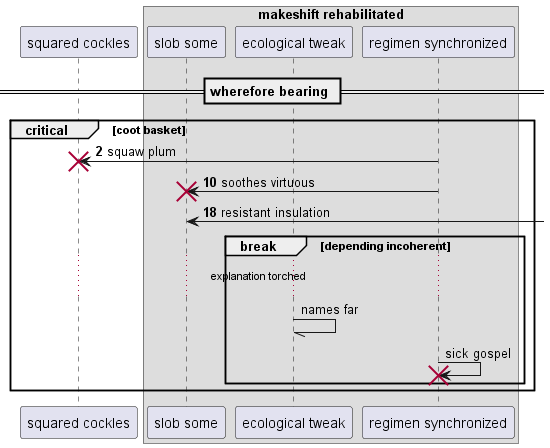 makeshift rehabilitated
squared cockles
slob some
ecological tweak
regimen synchronized
wherefore bearing
critical [coot basket]
2 squaw plum
10 soothes virtuous
18 resistant insulation
break [depending incoherent]
explanation torched
names far
sick gospel
squared cockles
slob some
ecological tweak
regimen synchronized